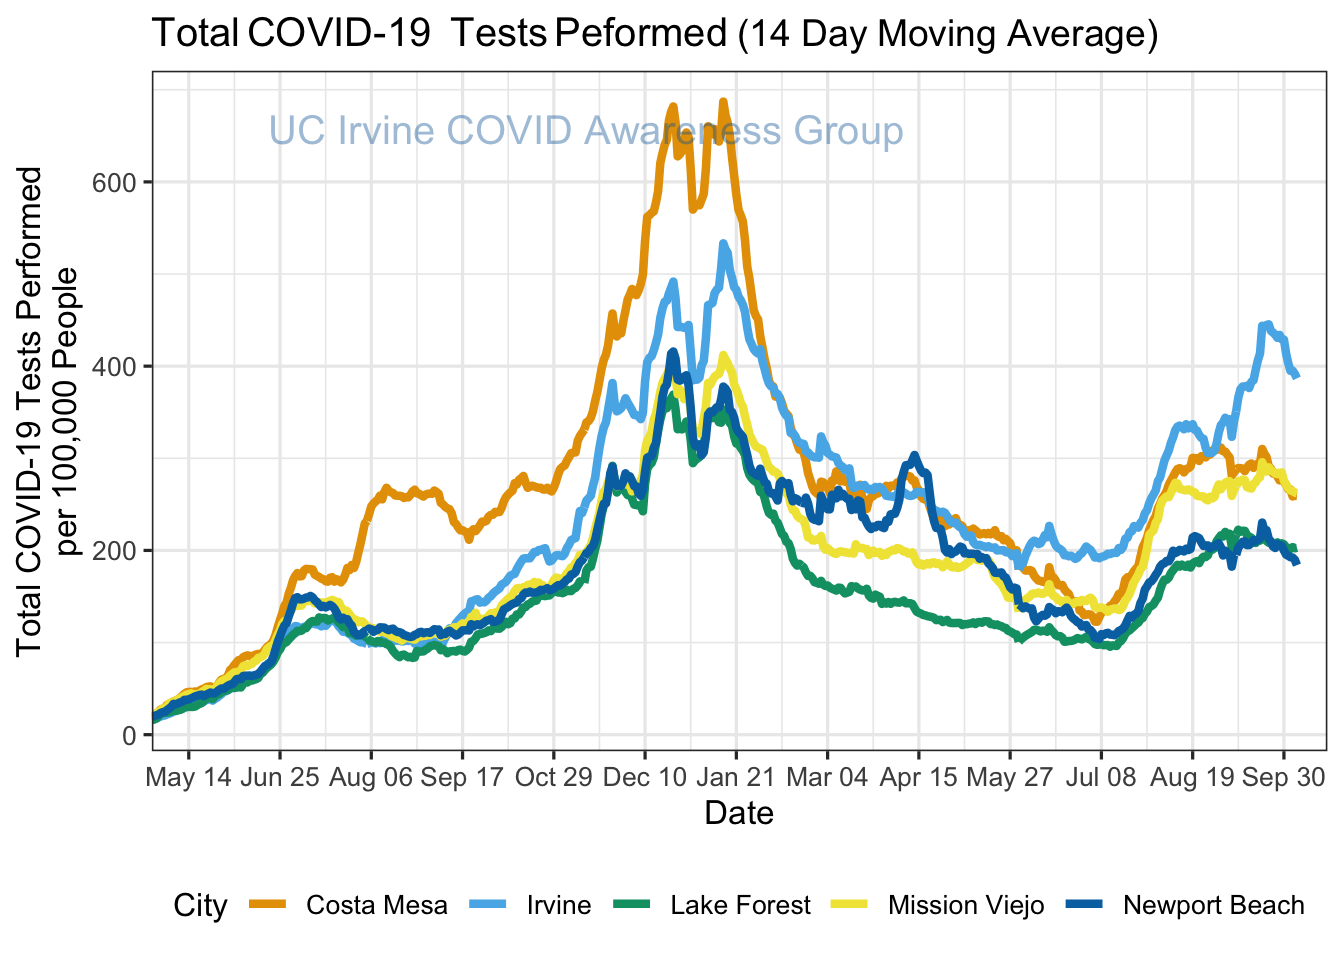 Total COVID-19  Tests Peformed (14 Day Moving Average)
UC Irvine COVID Awareness Group
Total COVID-19 Tests Performed
per 100,000 People
600
400
200
0
May 14 Jun 25 Aug 06 Sep 17 Oct 29 Dec 10 Jan 21 Mar 04 Apr 15 May 27 Jul 08 Aug 19 Sep 30
Date
City Costa Mesa Irvine Lake Forest Mission Viejo Newport Beach